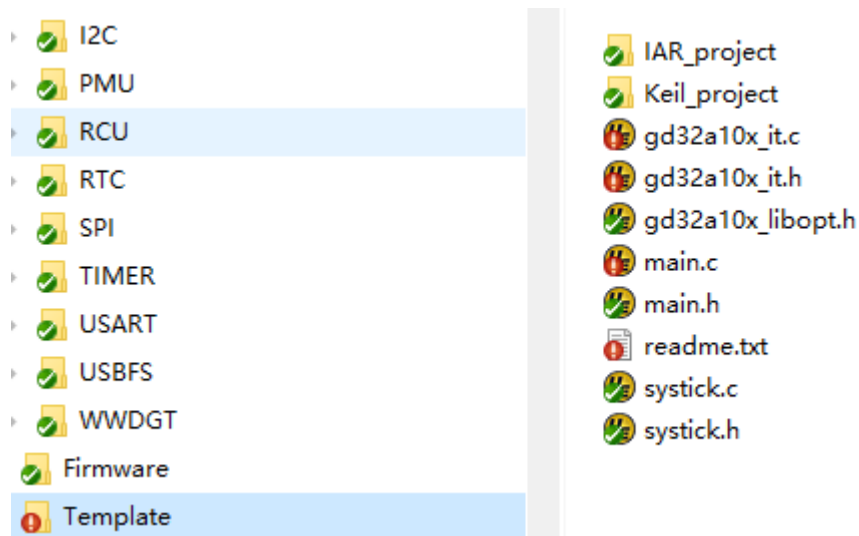 I2C
PMU
RCU
RTC
SPI
TIMER
USART
USBFS
WWDGT
Firmware
Template
IAR_project
Keil_project
gd32a10x_it.c
gd32a10x_it.h
gd32a10x_libopt.h
main.c
main.h
readme.txt
systick.c
systick.h